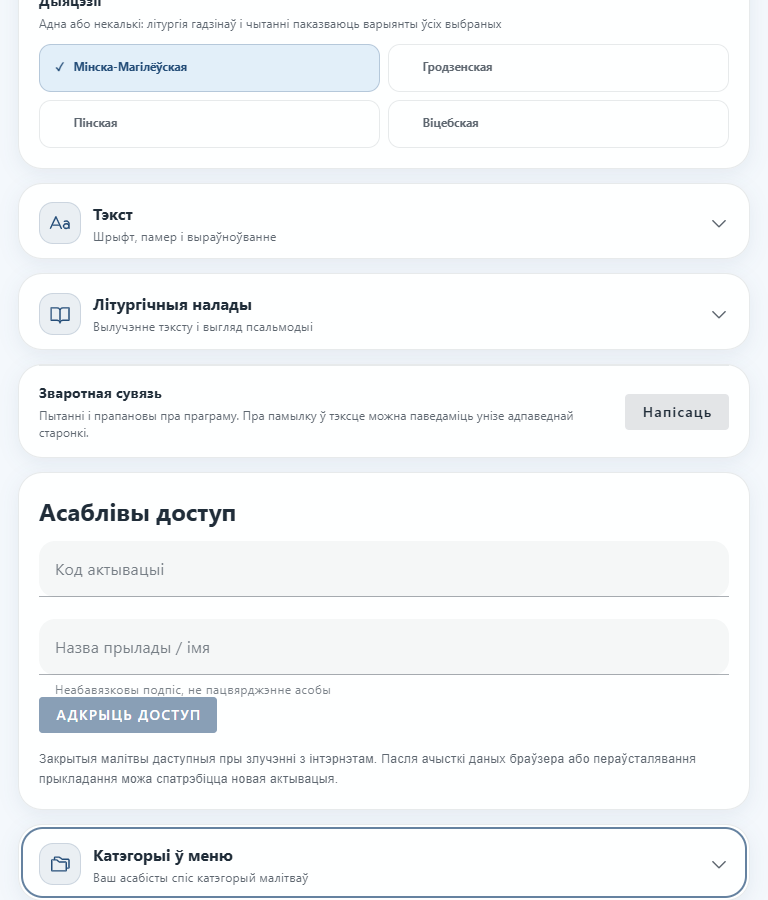 Дыяцэзіі
Адна або некалькі: літургія гадзінаў і чытанні паказваюць варыянты ўсіх выбраных
✓ Мінска-Магілёўская
Гродзенская
Пінская
Віцебская
Aa
Тэкст
Шрыфт, памер і выраўноўванне
Літургічныя налады
Вылучэнне тэксту і выгляд псальмодыі
Зваротная сувязь
Пытанні і прапановы пра праграму. Пра памылку ў тэксце можна паведаміць унізе адпаведнай
старонкі.
Напісаць
Асаблівы доступ
Код актывацыі
Назва прылады / імя
Неабавязковы подпіс, не пацвярджэнне асобы
АДКРЫЦЬ ДОСТУП
Закрытыя малітвы даступныя пры злучэнні з інтэрнэтам. Пасля ачысткі даных браўзера або пераўсталявання
прыкладання можа спатрэбіцца новая актывацыя.
Катэгорыі ў меню
Ваш асабісты спіс катэгорый малітваў